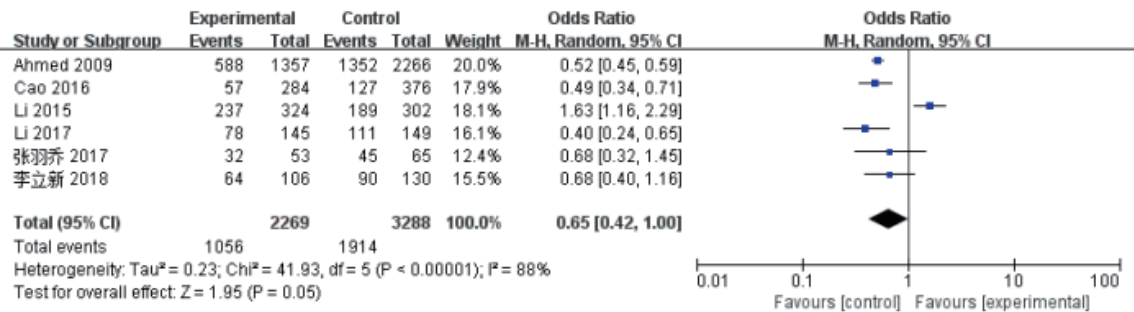 Experimental Control Odds Ratio Odds Ratio
Study or Subgroup Events Total Events Total Weight M-H, Random, 95% CI M-H, Random, 95% CI
Ahmed 2009 588 1357 1352 2266 20.0% 0.52 [0.45, 0.59]
Cao 2016 57 284 127 376 17.9% 0.49 [0.34, 0.71]
Li 2015 237 324 189 302 18.1% 1.63 [1.16, 2.29]
Li 2017 78 145 111 149 16.1% 0.40 [0.24, 0.65]
张羽乔 2017 32 53 45 65 12.4% 0.68 [0.32, 1.45]
李立新 2018 64 106 90 130 15.5% 0.68 [0.40, 1.16]
Total (95% CI) 2269 3288 100.0% 0.65 [0.42, 1.00]
Total events 1056 1914
Heterogeneity: Tau² = 0.23; Chi² = 41.93, df = 5 (P < 0.00001); I² = 88%
Test for overall effect: Z = 1.95 (P = 0.05)
0.01 0.1 1 10 100
Favours [control] Favours [experimental]